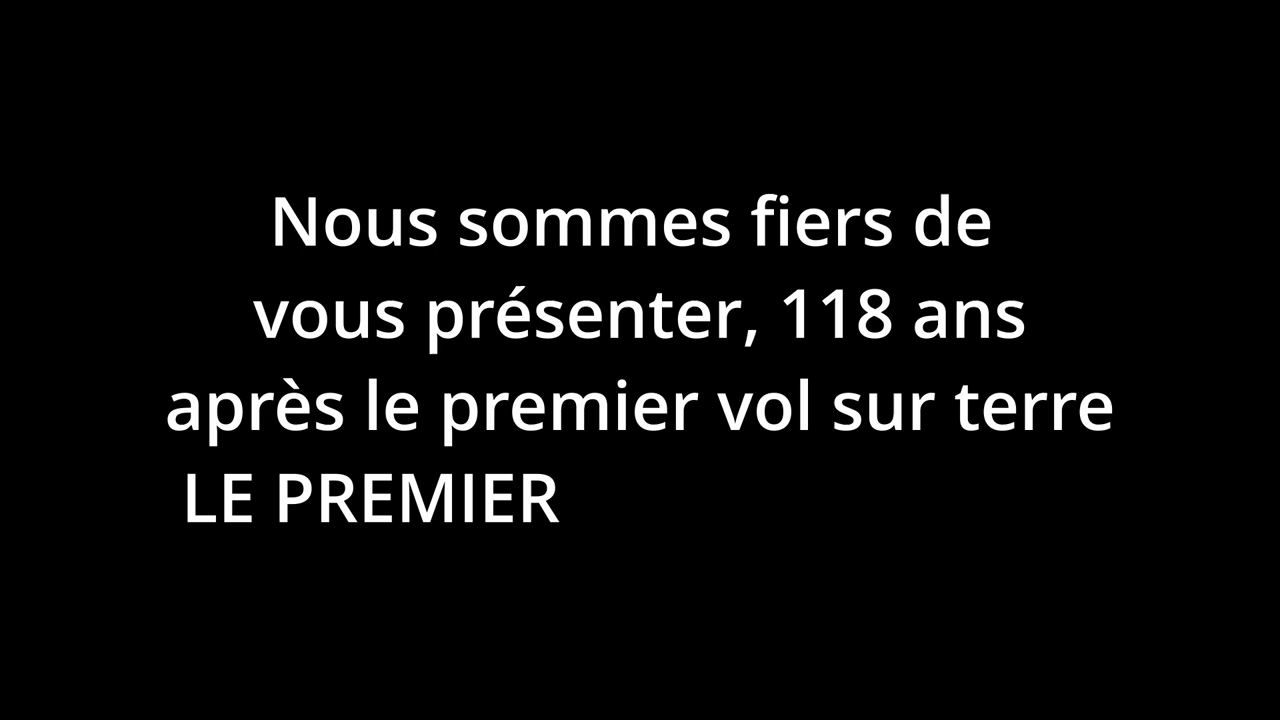 Nous sommes fiers de
vous présenter, 118 ans
après le premier vol sur terre
LE PREMIER